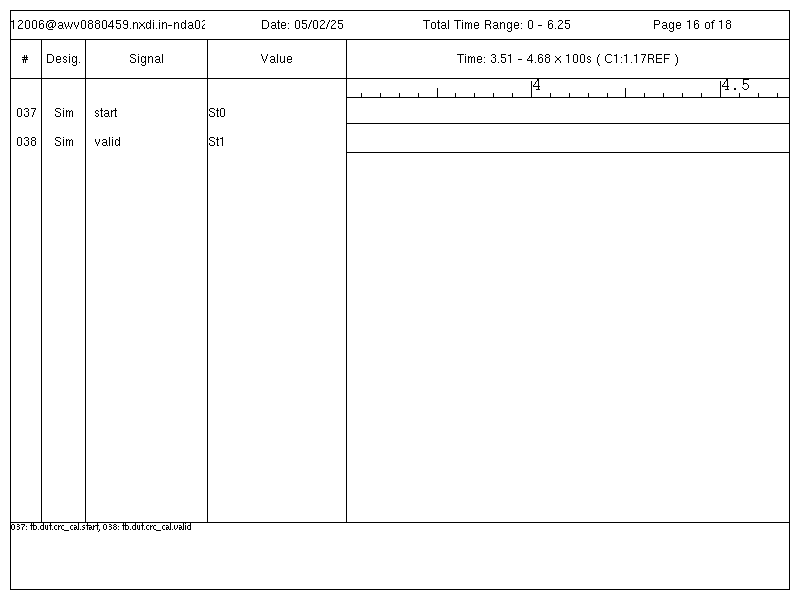 12006@awv0880459.nxdi.in-nda02 Date: 05/02/25 Total Time Range: 0 - 6.25 Page 16 of 18
# Desig. Signal Value Time: 3.51 - 4.68 x 100s ( C1:1.17REF )
4 4.5
037 Sim start St0
038 Sim valid St1
037: tb.dut.crc_cal.start, 038: tb.dut.crc_cal.valid